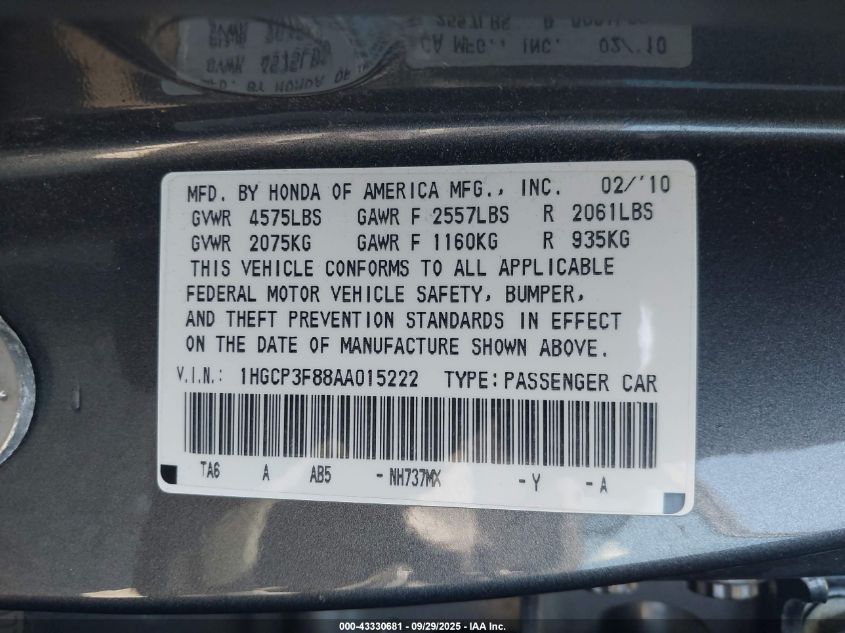 MFD. BY HONDA OF AMERICA MFG., INC. 02/'10
GVWR 4575LBS GAWR F 2557LBS R 2061LBS
GVWR 2075KG GAWR F 1160KG R 935KG
THIS VEHICLE CONFORMS TO ALL APPLICABLE
FEDERAL MOTOR VEHICLE SAFETY, BUMPER,
AND THEFT PREVENTION STANDARDS IN EFFECT
ON THE DATE OF MANUFACTURE SHOWN ABOVE.
V.I.N.: 1HGCP3F88AA015222 TYPE: PASSENGER CAR
TA6 A AB5 - NH737MX - Y - A
000-43330681 - 09/29/2025 - IAA Inc.